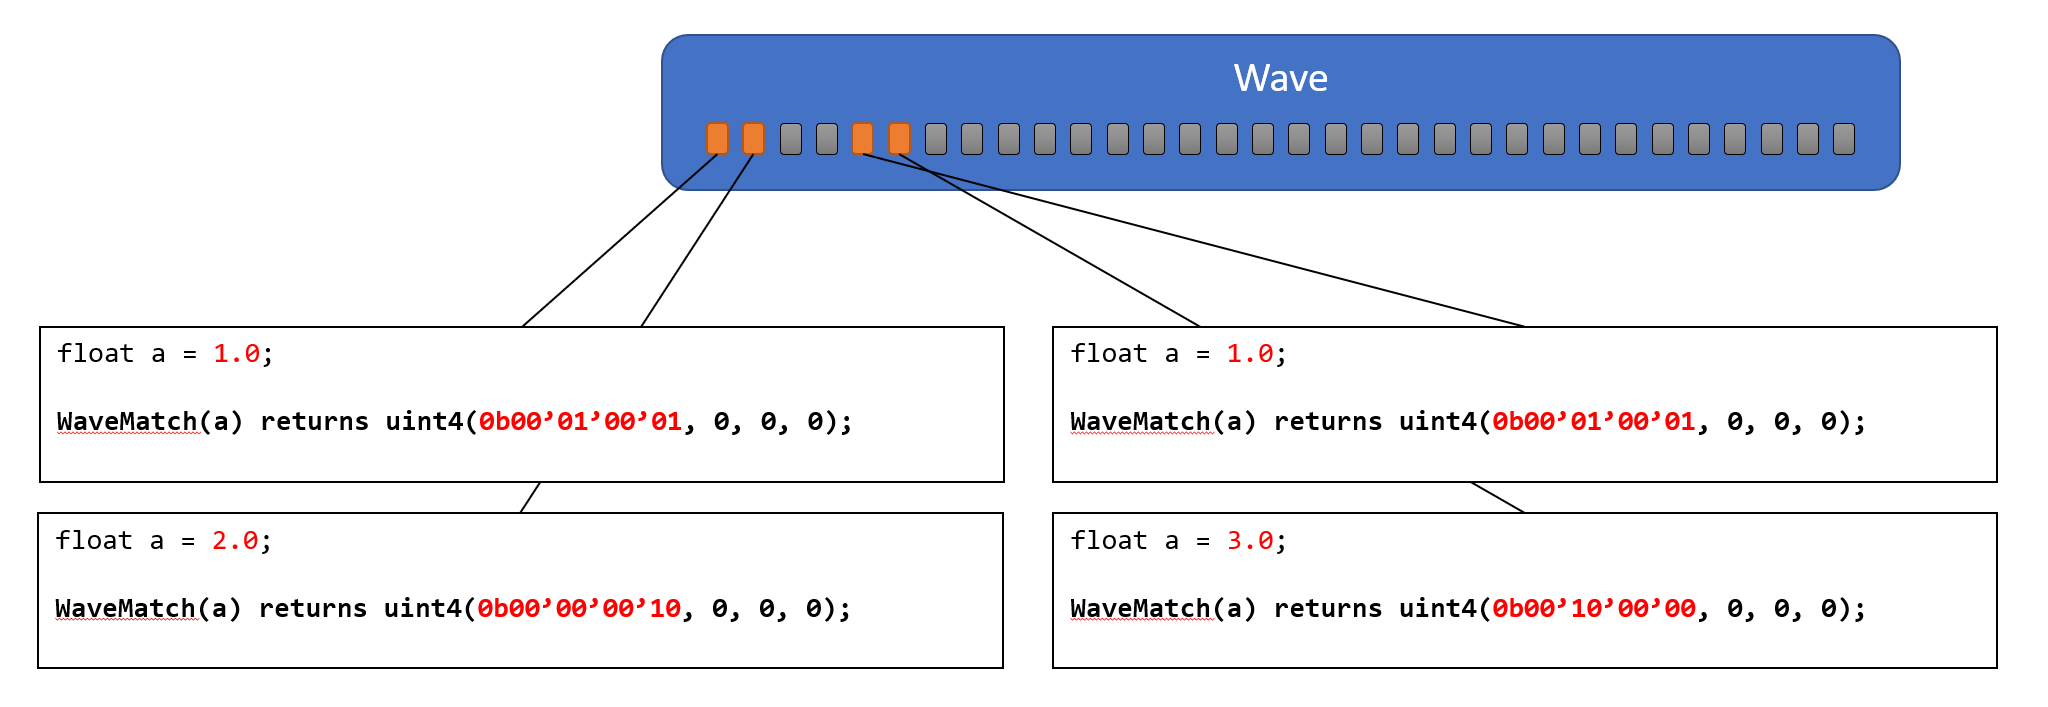 Wave
float a = 1.0;
WaveMatch(a) returns uint4(0b00’01’00’01, 0, 0, 0);
float a = 1.0;
WaveMatch(a) returns uint4(0b00’01’00’01, 0, 0, 0);
float a = 2.0;
WaveMatch(a) returns uint4(0b00’00’00’10, 0, 0, 0);
float a = 3.0;
WaveMatch(a) returns uint4(0b00’10’00’00, 0, 0, 0);